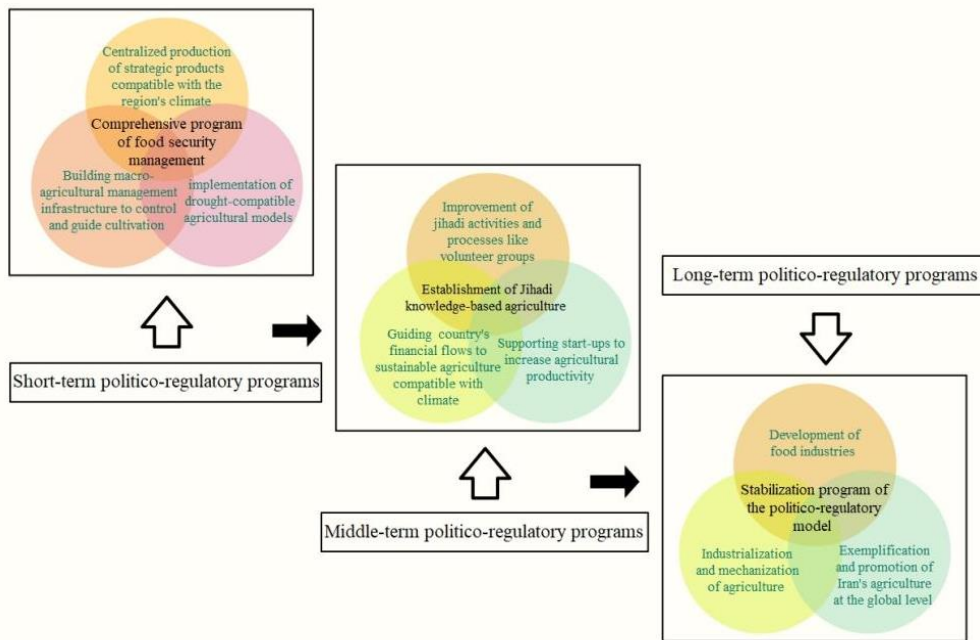 Centralized production
of strategic products
compatible with the
region's climate
Comprehensive program
of food security
management
Building macro-
agricultural management
infrastructure to control
and guide cultivation
implementation of
drought-compatible
agricultural models
Short-term politico-regulatory programs
Improvement of
jihadi activities and
processes like
volunteer groups
Establishment of Jihadi
knowledge-based agriculture
Guiding country's
financial flows to
sustainable agriculture
compatible with
climate
Supporting start-ups to
increase agricultural
productivity
Middle-term politico-regulatory programs
Long-term politico-regulatory programs
Development of
food industries
Stabilization program of
the politico-regulatory
model
Industrialization
and mechanization
of agriculture
Exemplification
and promotion of
Iran's agriculture
at the global level